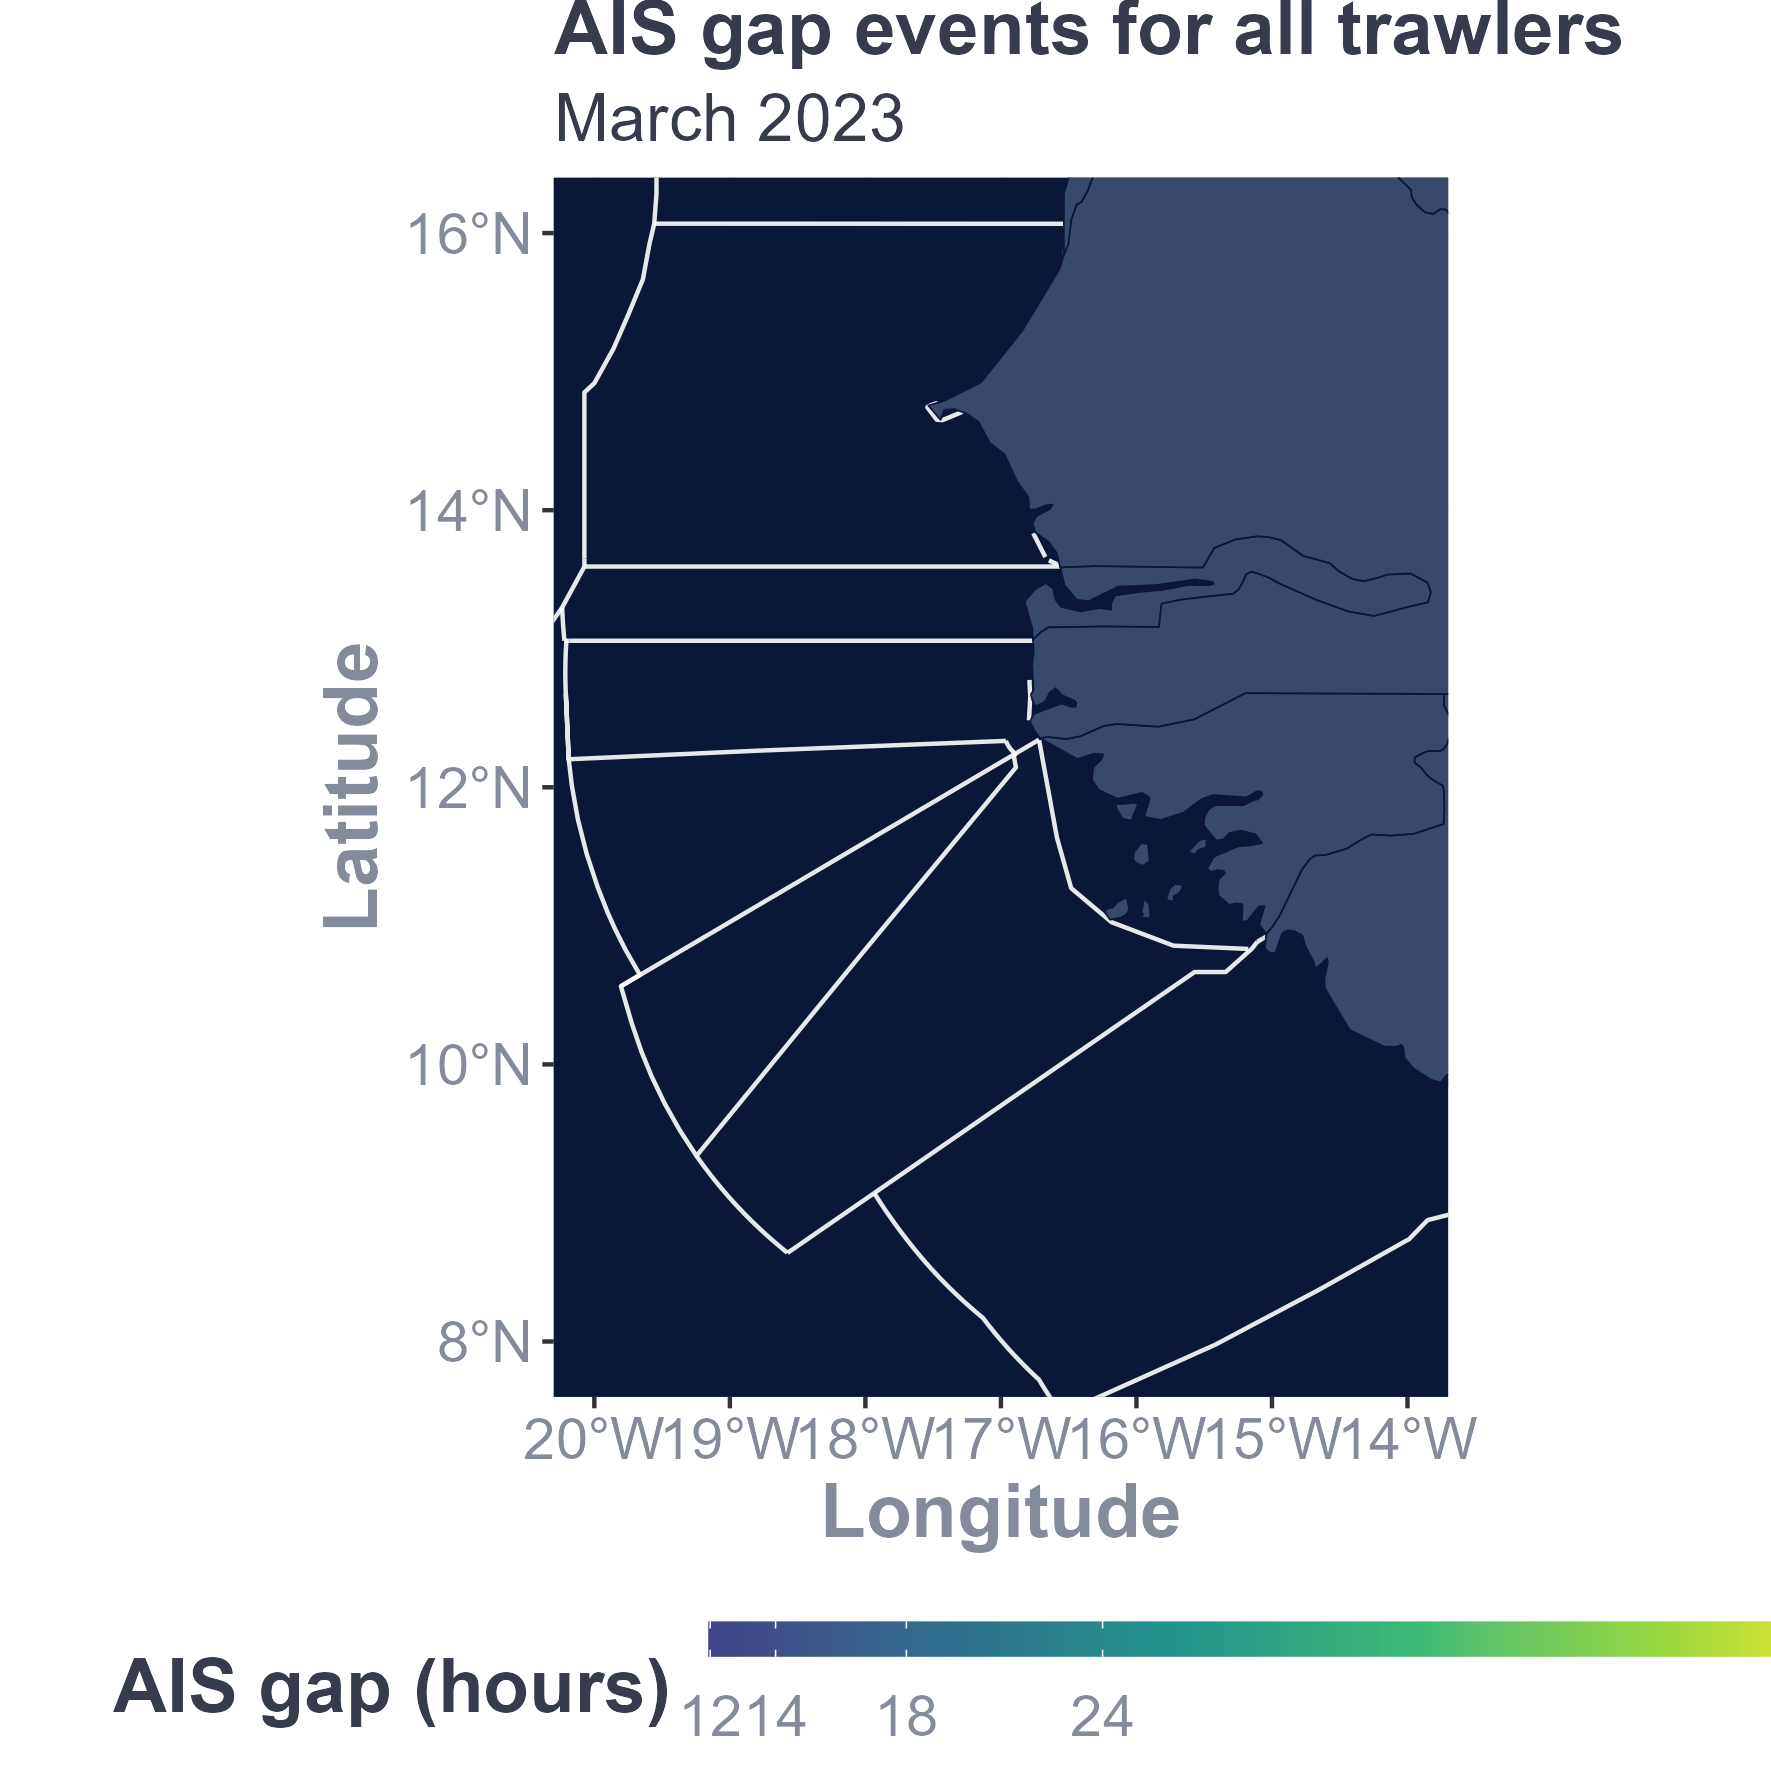 AIS gap events for all trawlers
March 2023
16°N
14°N
12°N
10°N
8°N
Latitude
20°W 19°W 18°W 17°W 16°W 15°W 14°W
Longitude
AIS gap (hours)
12 14 18 24